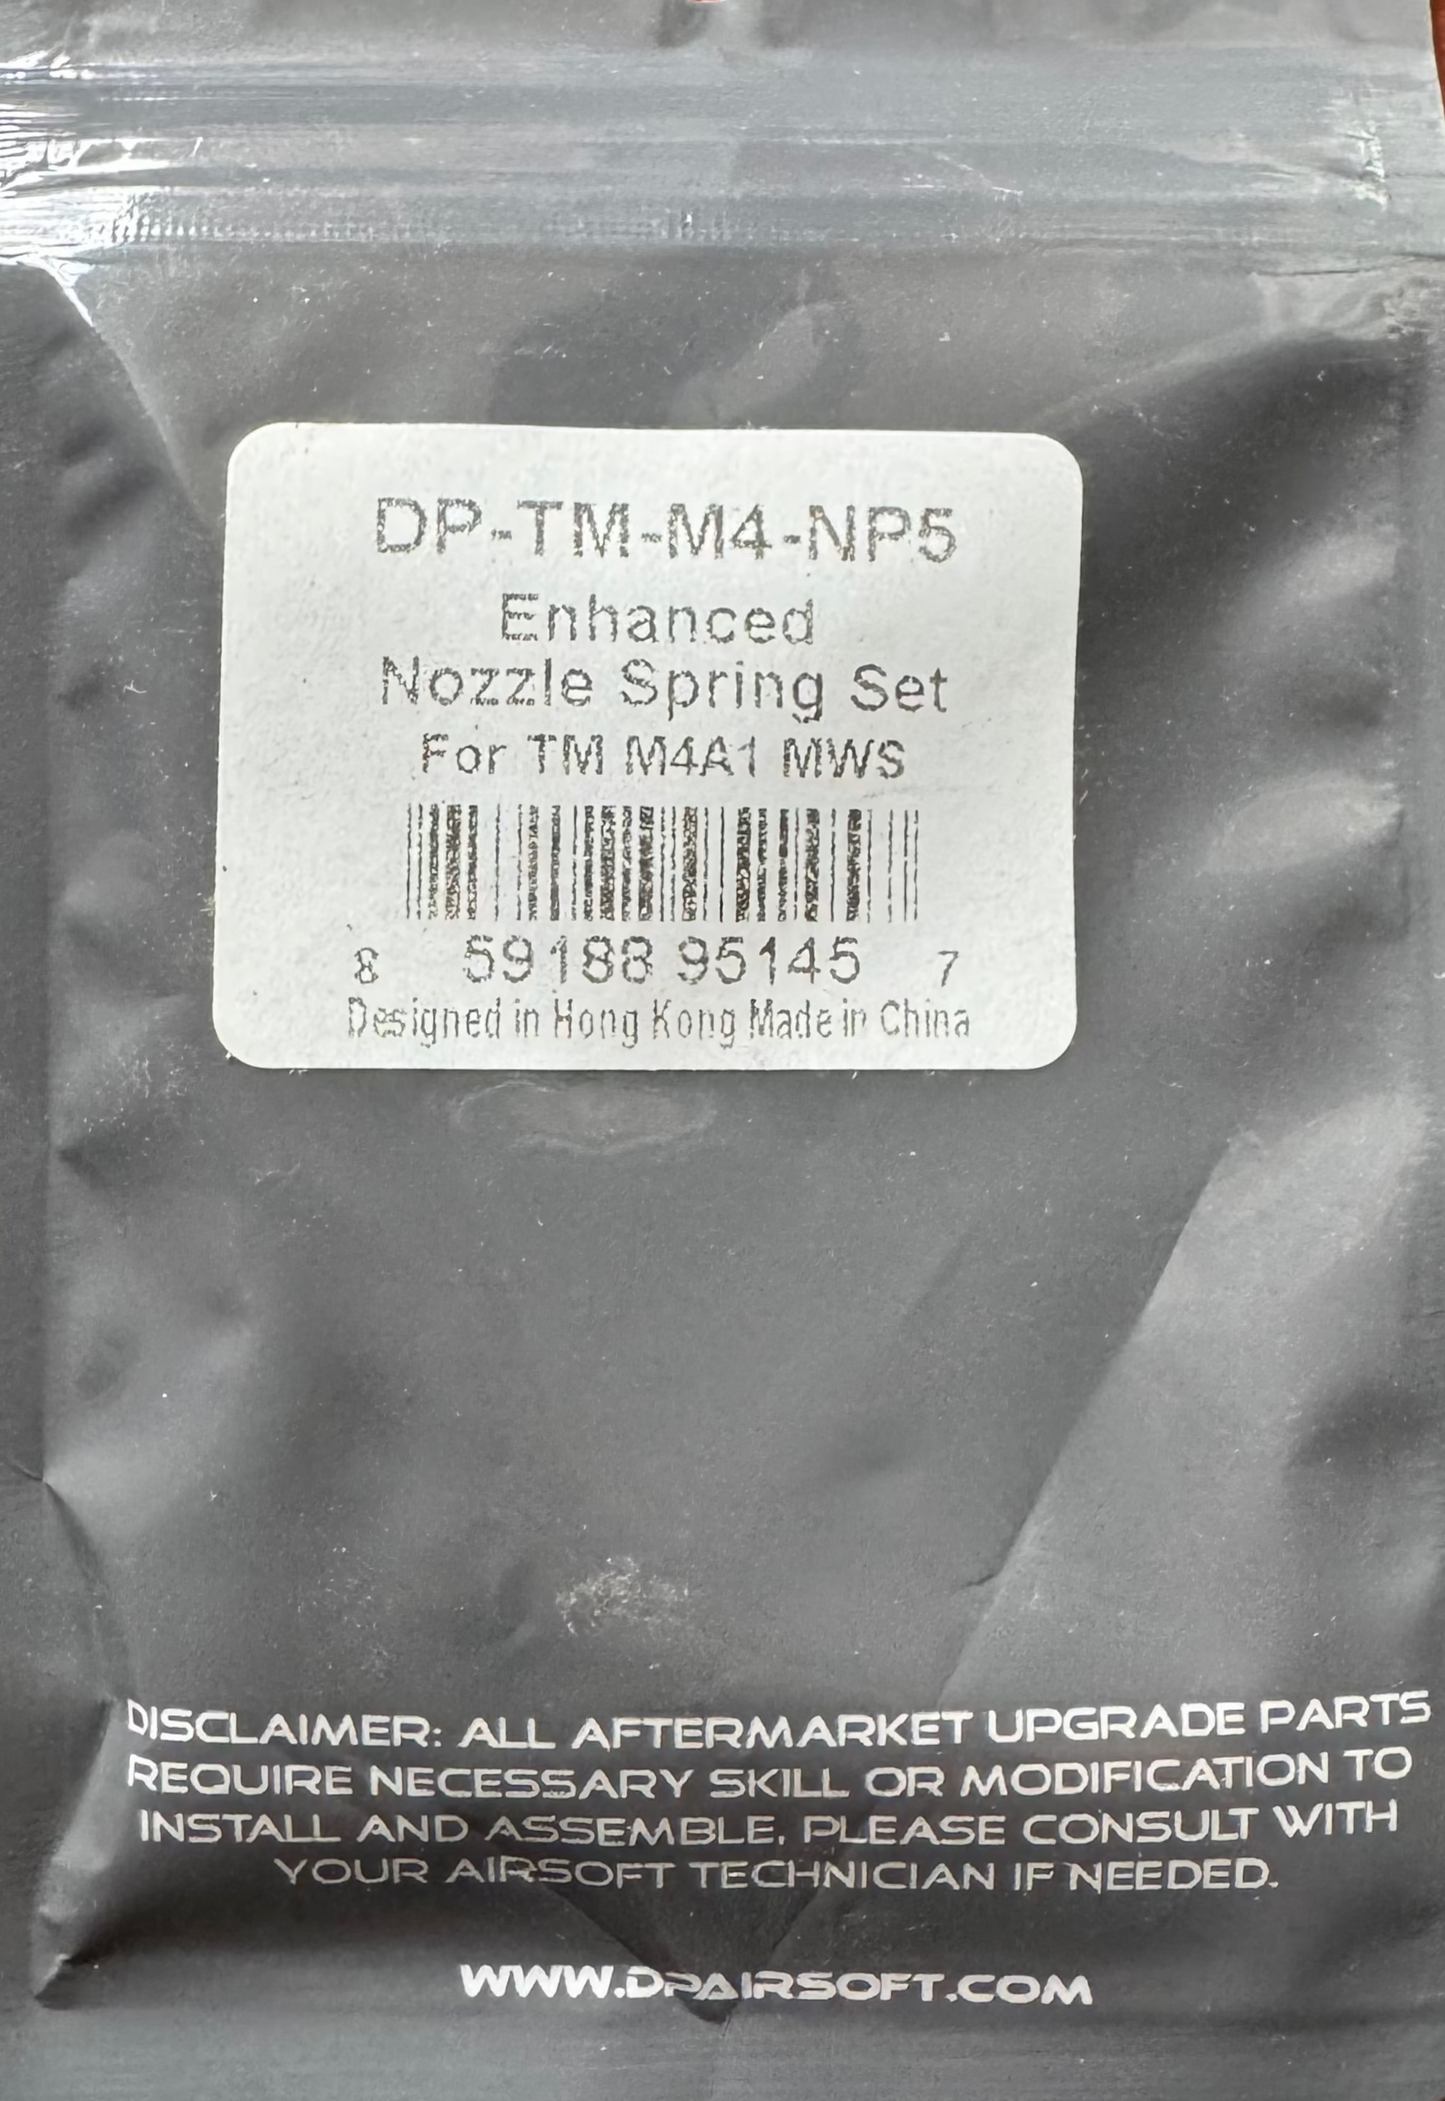 DP-TM-M4-NP5
Enhanced
Nozzle Spring Set
For TM M4A1 MWS
8 59188 95145 7
Designed in Hong Kong Made in China
DISCLAIMER: ALL AFTERMARKET UPGRADE PARTS
REQUIRE NECESSARY SKILL OR MODIFICATION TO
INSTALL AND ASSEMBLE, PLEASE CONSULT WITH
YOUR AIRSOFT TECHNICIAN IF NEEDED.
WWW.DPAIRSOFT.COM